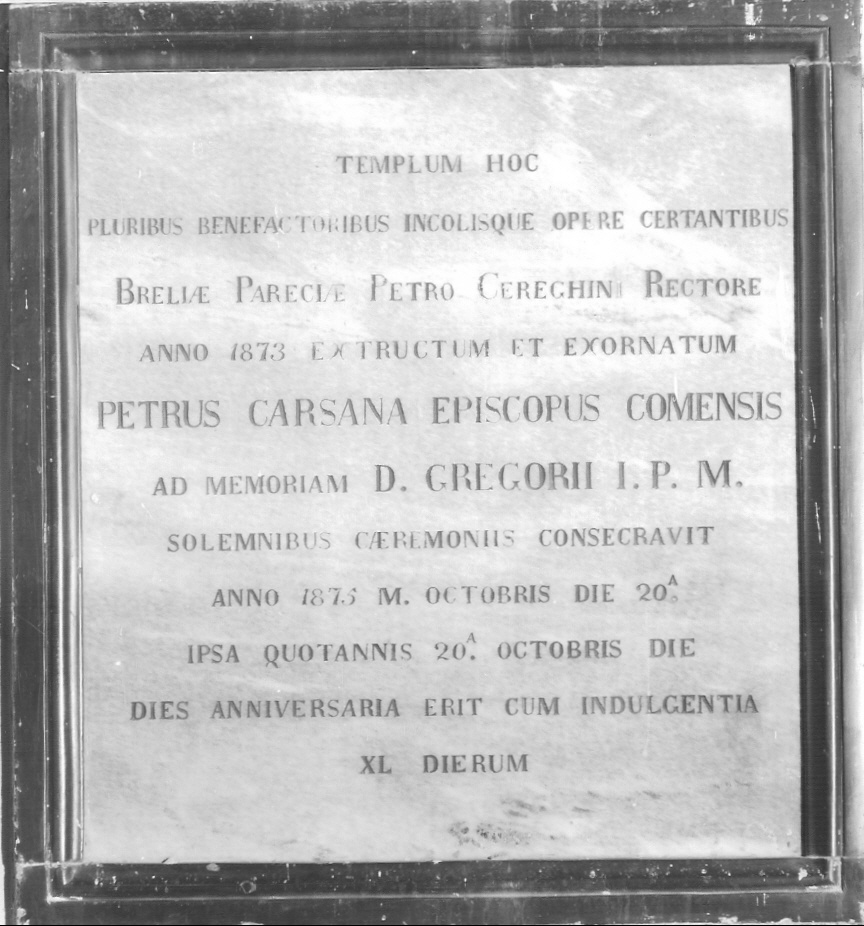 TEMPLUM HOC
PLURIBUS BENEFACTORIBUS INCOLISQUE OPERE CERTANTIBUS
BRELIÆ PARECIÆ PETRO CEREGHINI RECTORE
ANNO 1873 EXTRUCTUM ET EXORNATUM
PETRUS CARSANA EPISCOPUS COMENSIS
AD MEMORIAM D. GREGORII I. P. M.
SOLEMNIBUS CÆREMONIIS CONSECRAVIT
ANNO 1875 M. OCTOBRIS DIE 20.ᴬ
IPSA QUOTANNIS 20.ᴬ OCTOBRIS DIE
DIES ANNIVERSARIA ERIT CUM INDULGENTIA
XL DIERUM